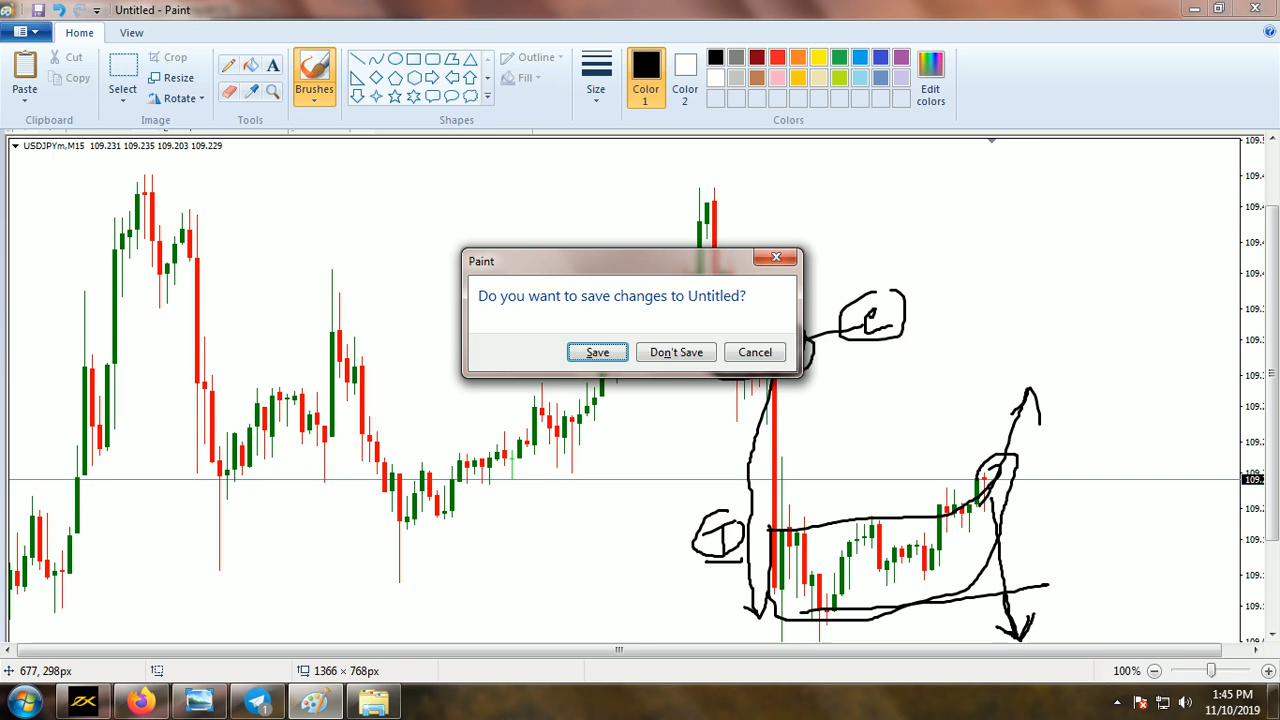 Untitled - Paint
Home View
Paste
Cut
Copy
Clipboard
Select
Crop
Resize
Rotate
Image
A
Tools
Brushes
Outline
Fill
Shapes
Size
Color 1
Color 2
Edit colors
Colors
USDJPYm,M15 109.231 109.235 109.203 109.229
Paint
Do you want to save changes to Untitled?
Save Don't Save Cancel
677, 298px
1366 × 768px
100%
1:45 PM
11/10/2019